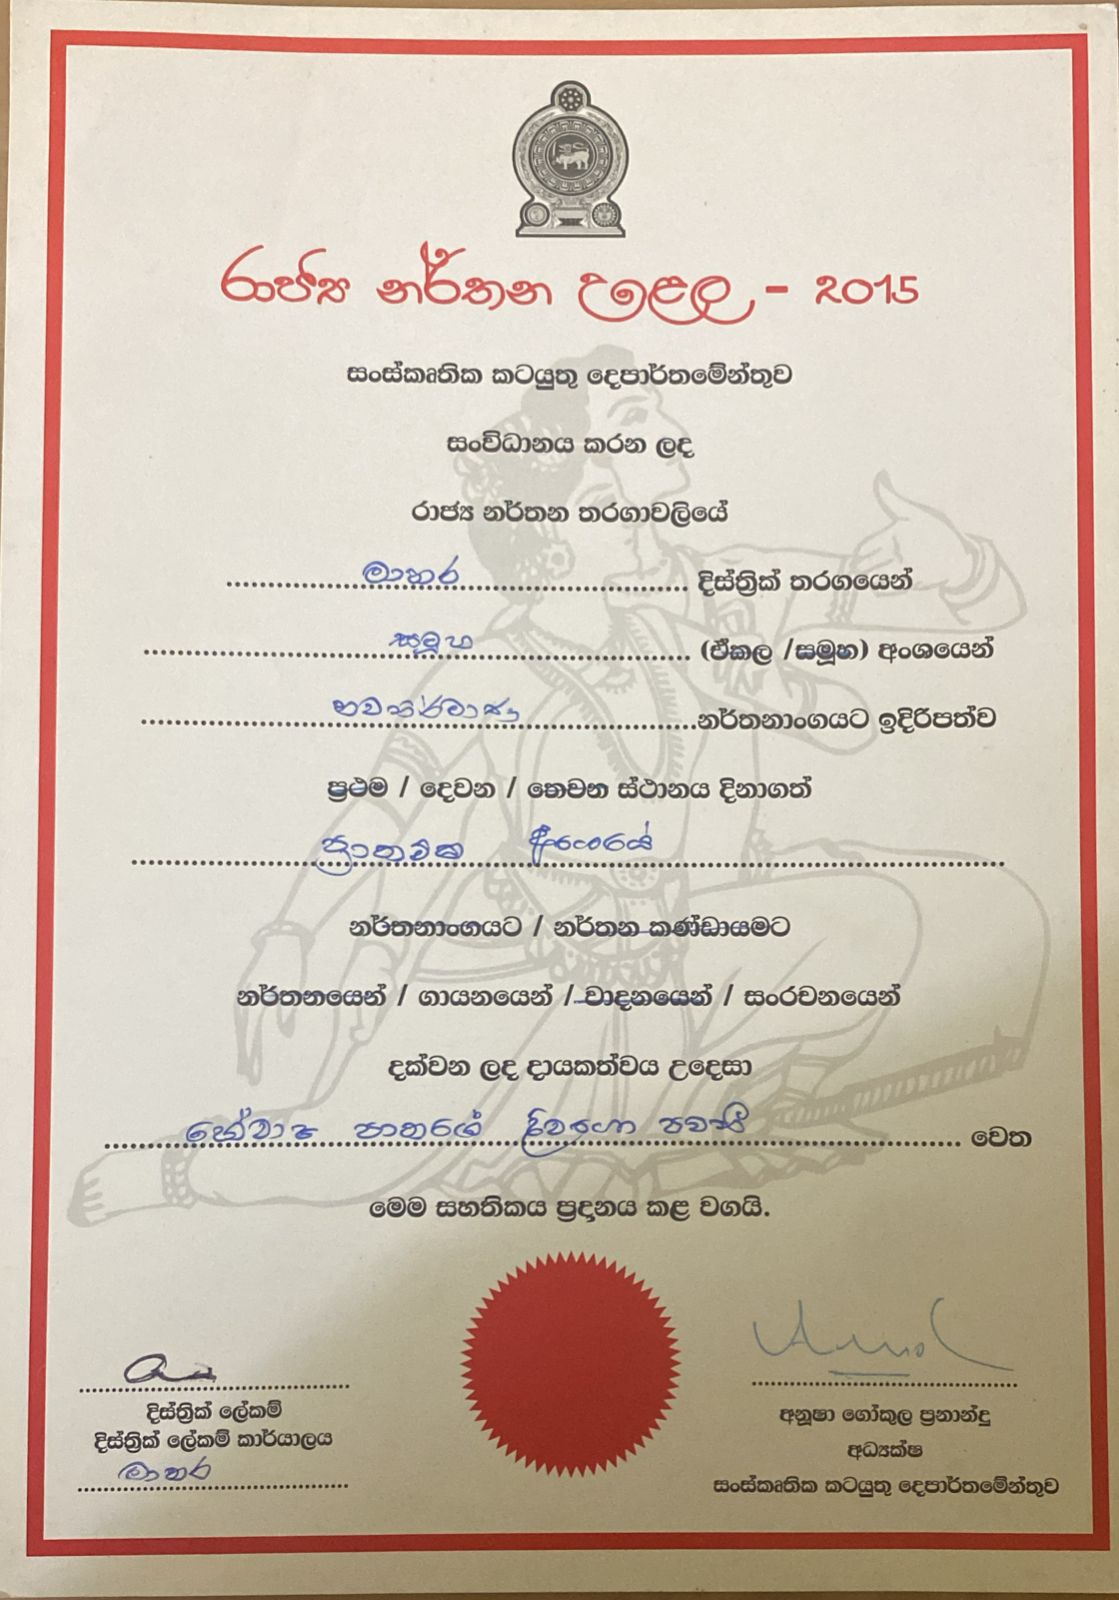 රාජ්‍ය නර්තන උළෙල - 2015
සංස්කෘතික කටයුතු දෙපාර්තමේන්තුව
සංවිධානය කරන ලද
රාජ්‍ය නර්තන තරගාවලියේ
මාතර දිස්ත්‍රික් තරගයෙන්
සමූහ (ඒකල /සමූහ) අංශයෙන්
නවනිර්මාණ නර්තනාංගයට ඉදිරිපත්ව
ප්‍රථම / දෙවන / තෙවන ස්ථානය දිනාගත්
ප්‍රාතමික අංශයේ
නර්තනාංගයට / නර්තන කණ්ඩායමට
නර්තනයෙන් / ගායනයෙන් / වාදනයෙන් / සංරචනයෙන්
දක්වන ලද දායකත්වය උදෙසා
හේවාප පාතගේ පවනි වෙත
මෙම සහතිකය ප්‍රදානය කළ වගයි.
දිස්ත්‍රික් ලේකම්
දිස්ත්‍රික් ලේකම් කාර්යාලය
මාතර
අනූෂා ගෝකුල ප්‍රනාන්දු
අධ්‍යක්ෂ
සංස්කෘතික කටයුතු දෙපාර්තමේන්තුව